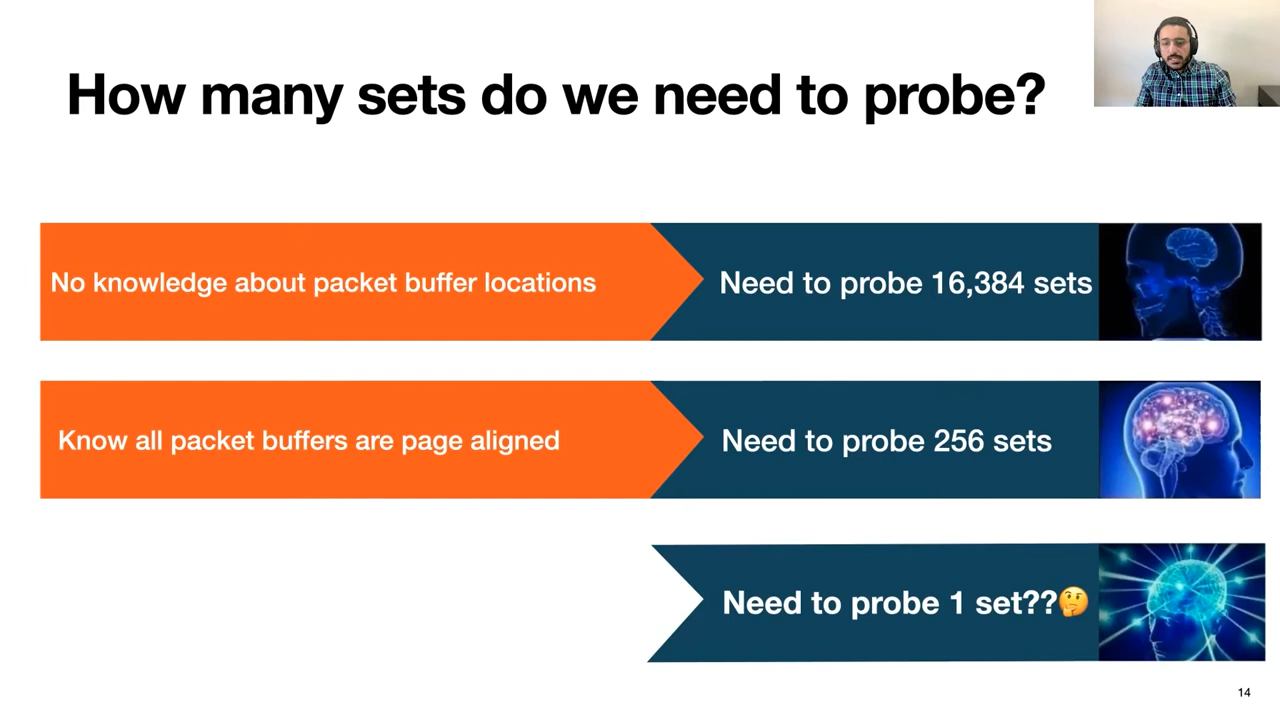 How many sets do we need to probe?
No knowledge about packet buffer locations
Need to probe 16,384 sets
Know all packet buffers are page aligned
Need to probe 256 sets
Need to probe 1 set??🤔
14